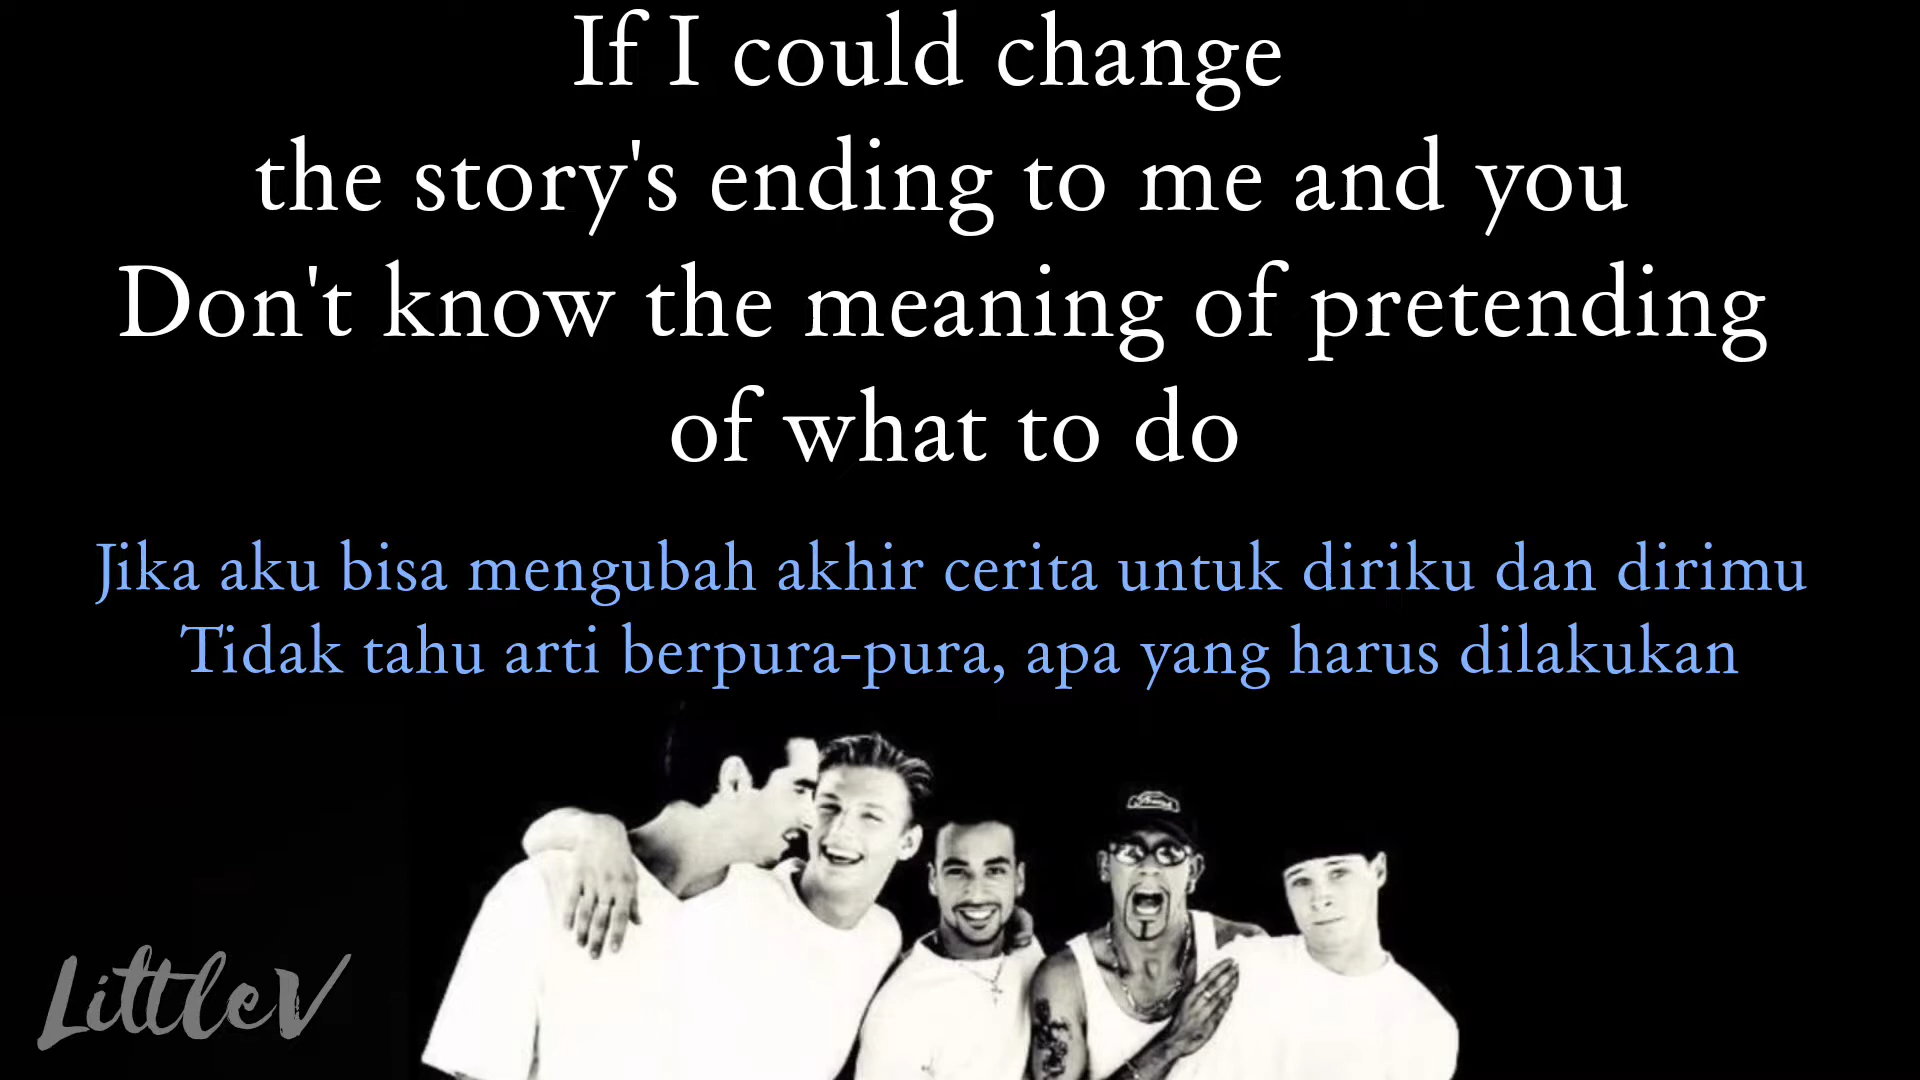 If I could change
the story's ending to me and you
Don't know the meaning of pretending
of what to do
Jika aku bisa mengubah akhir cerita untuk diriku dan dirimu
Tidak tahu arti berpura-pura, apa yang harus dilakukan
LittleV